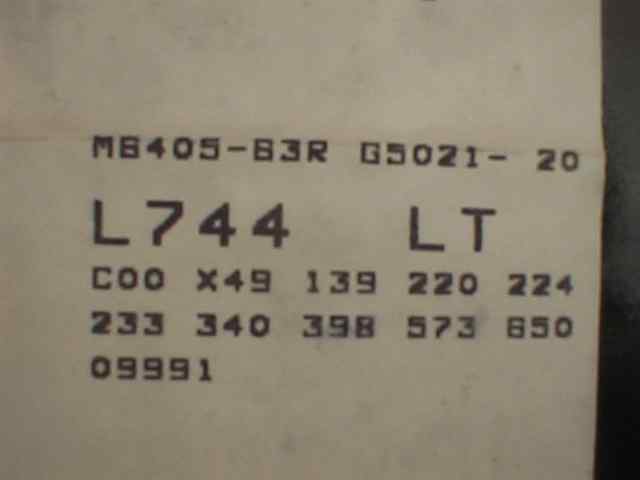 M6405-63R G5021- 20
L744 LT
C00 X49 139 220 224
233 340 398 573 650
09991